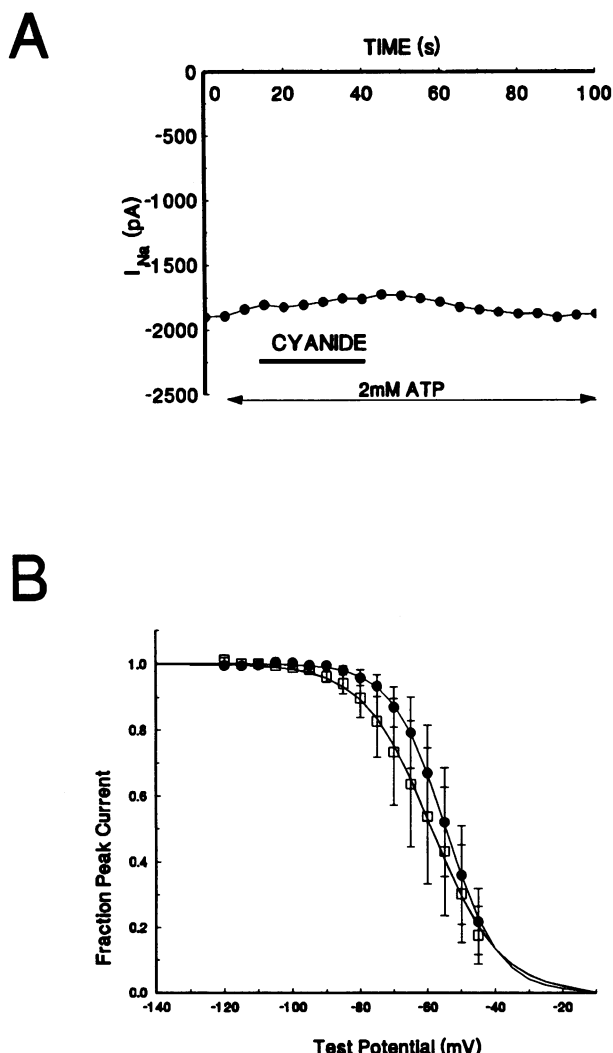 A
TIME (s)
0 0 20 40 60 80 100
-500
-1000
-1500
-2000
-2500
I_Na (pA)
CYANIDE
2mM ATP
B
1.0
0.8
0.6
0.4
0.2
0.0
Fraction Peak Current
-140 -120 -100 -80 -60 -40 -20
Test Potential (mV)